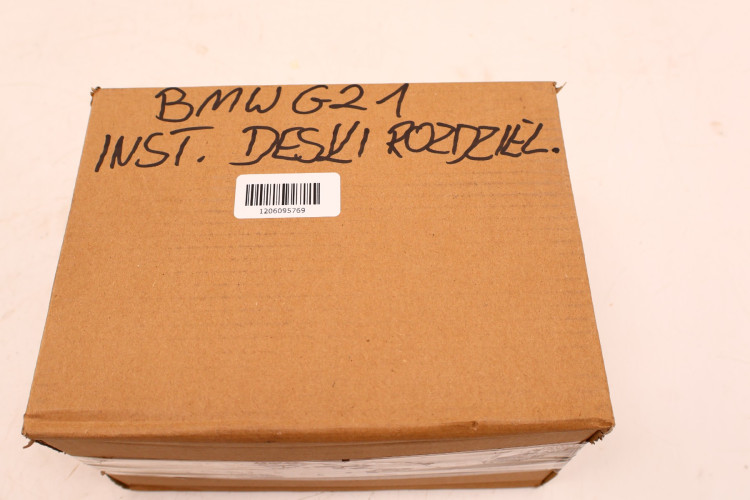 BMW G21
INST. DESKI ROZDZIEL.
1206095769